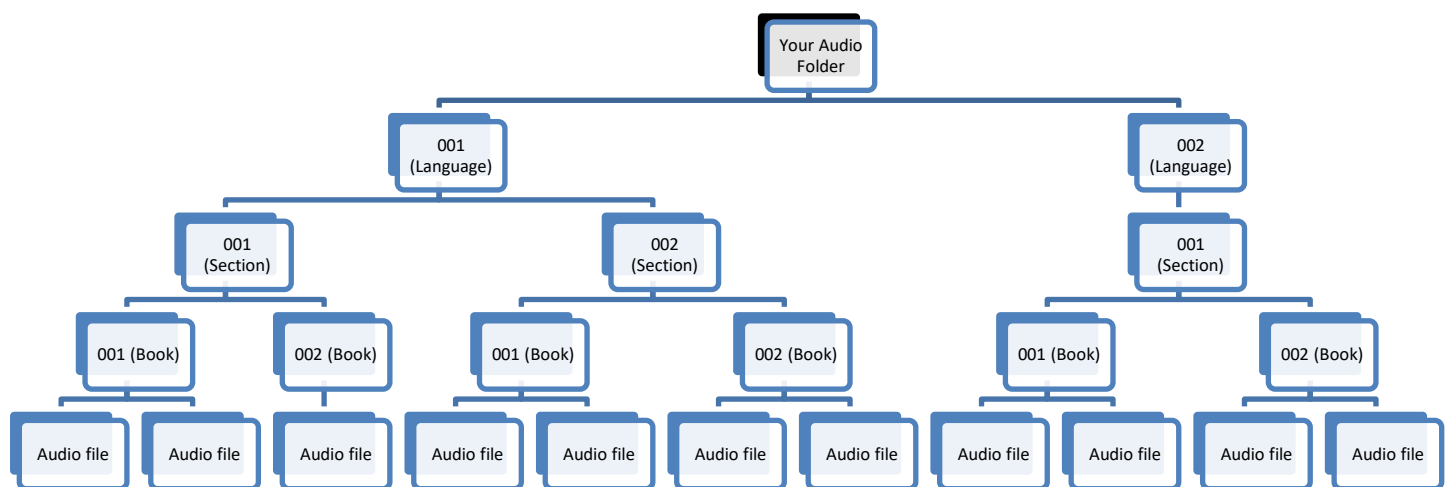 Your Audio
Folder
001
(Language)
002
(Language)
001
(Section)
002
(Section)
001
(Section)
001 (Book)
002 (Book)
001 (Book)
002 (Book)
001 (Book)
002 (Book)
Audio file
Audio file
Audio file
Audio file
Audio file
Audio file
Audio file
Audio file
Audio file
Audio file
Audio file